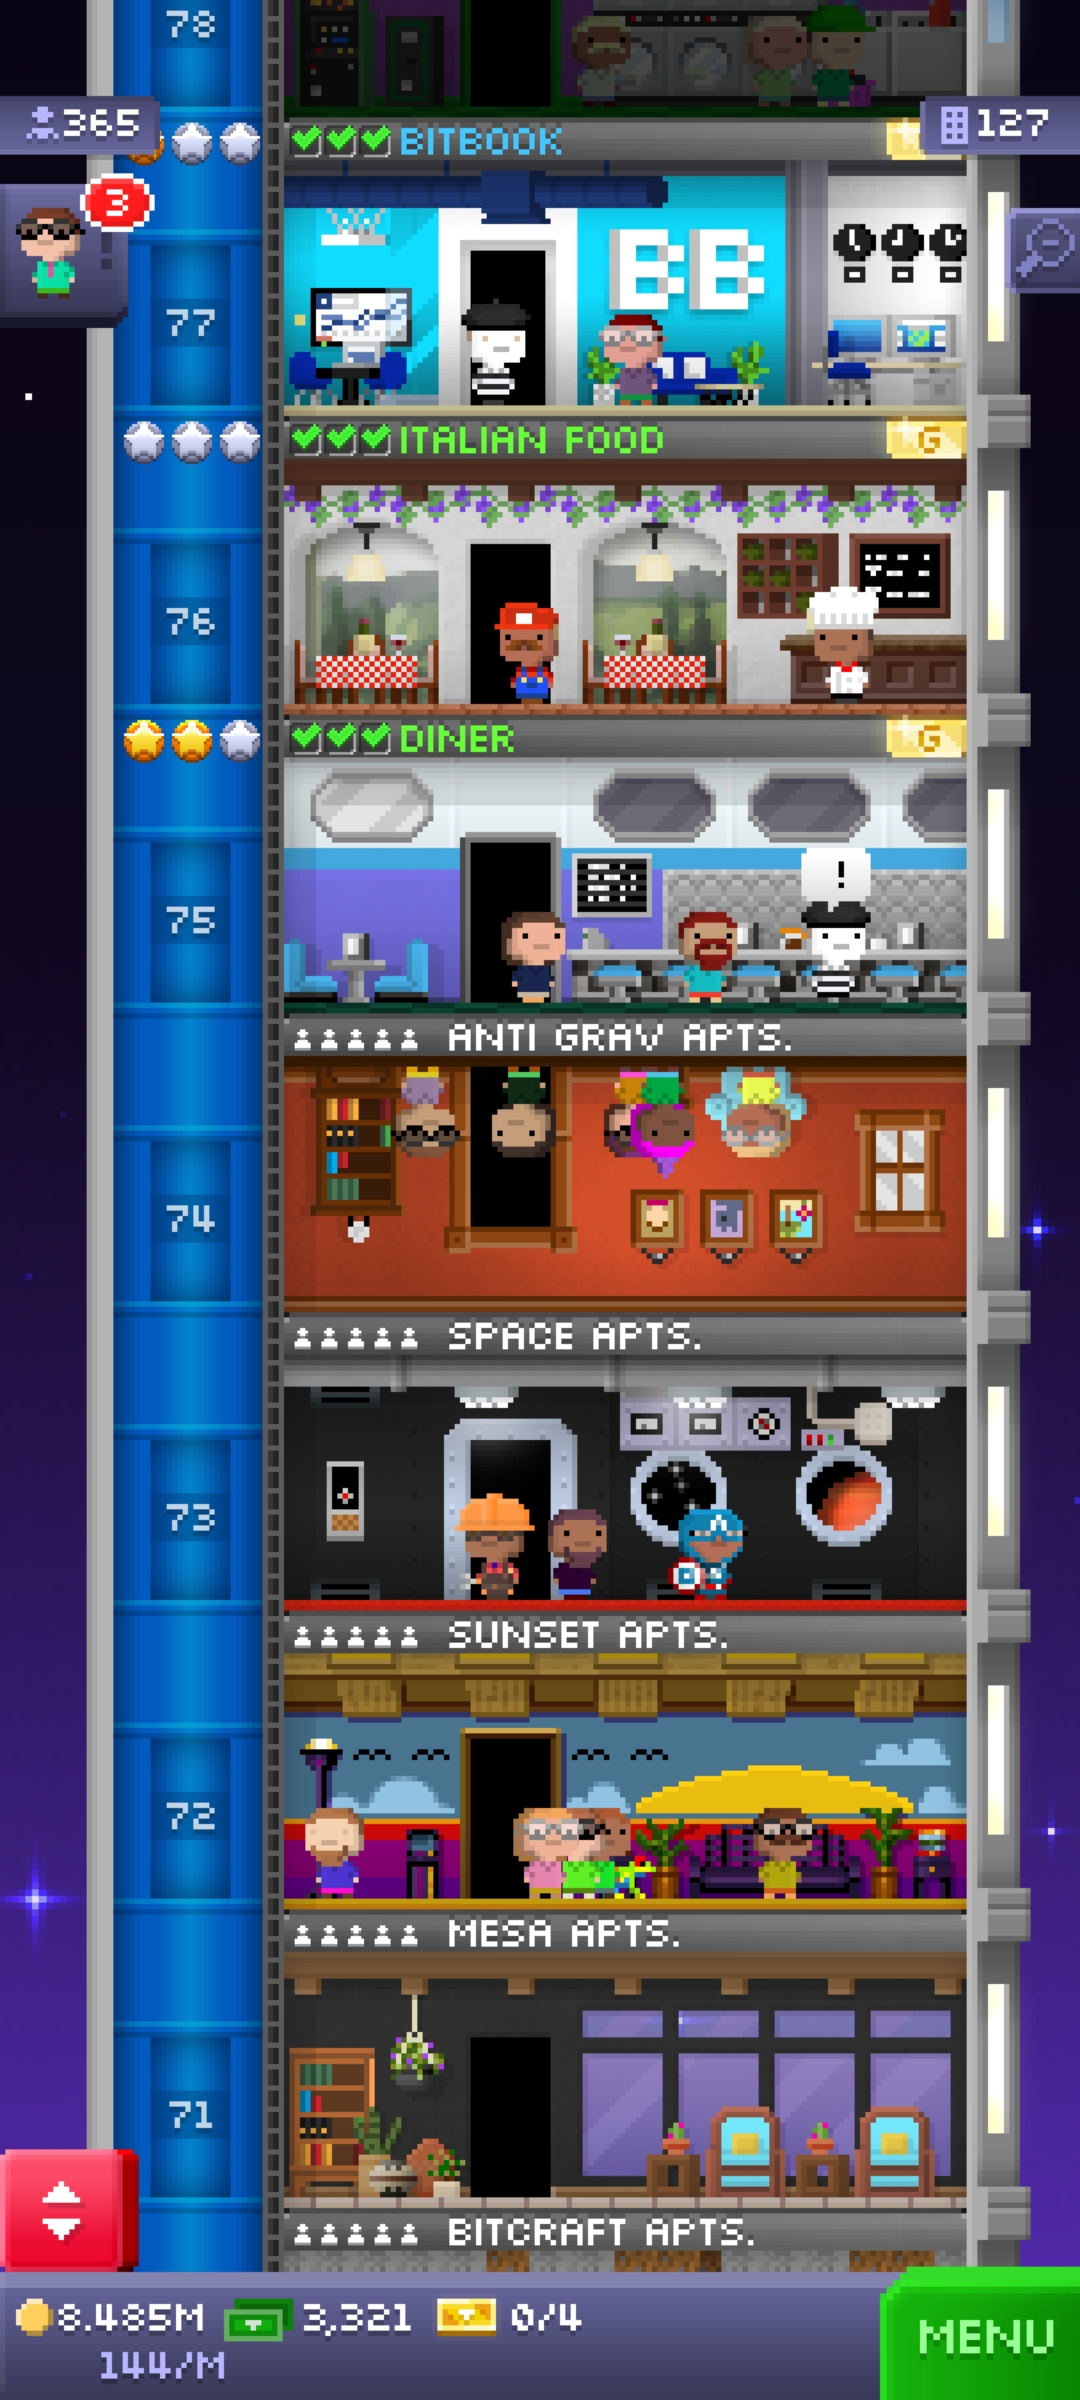 78
365
127
BITBOOK
3
BB
77
ITALIAN FOOD
G
76
DINER
G
!
75
ANTI GRAV APTS.
74
SPACE APTS.
A
73
SUNSET APTS.
72
MESA APTS.
71
BITCRAFT APTS.
8.485M 3,321 0/4
144/M
MENU